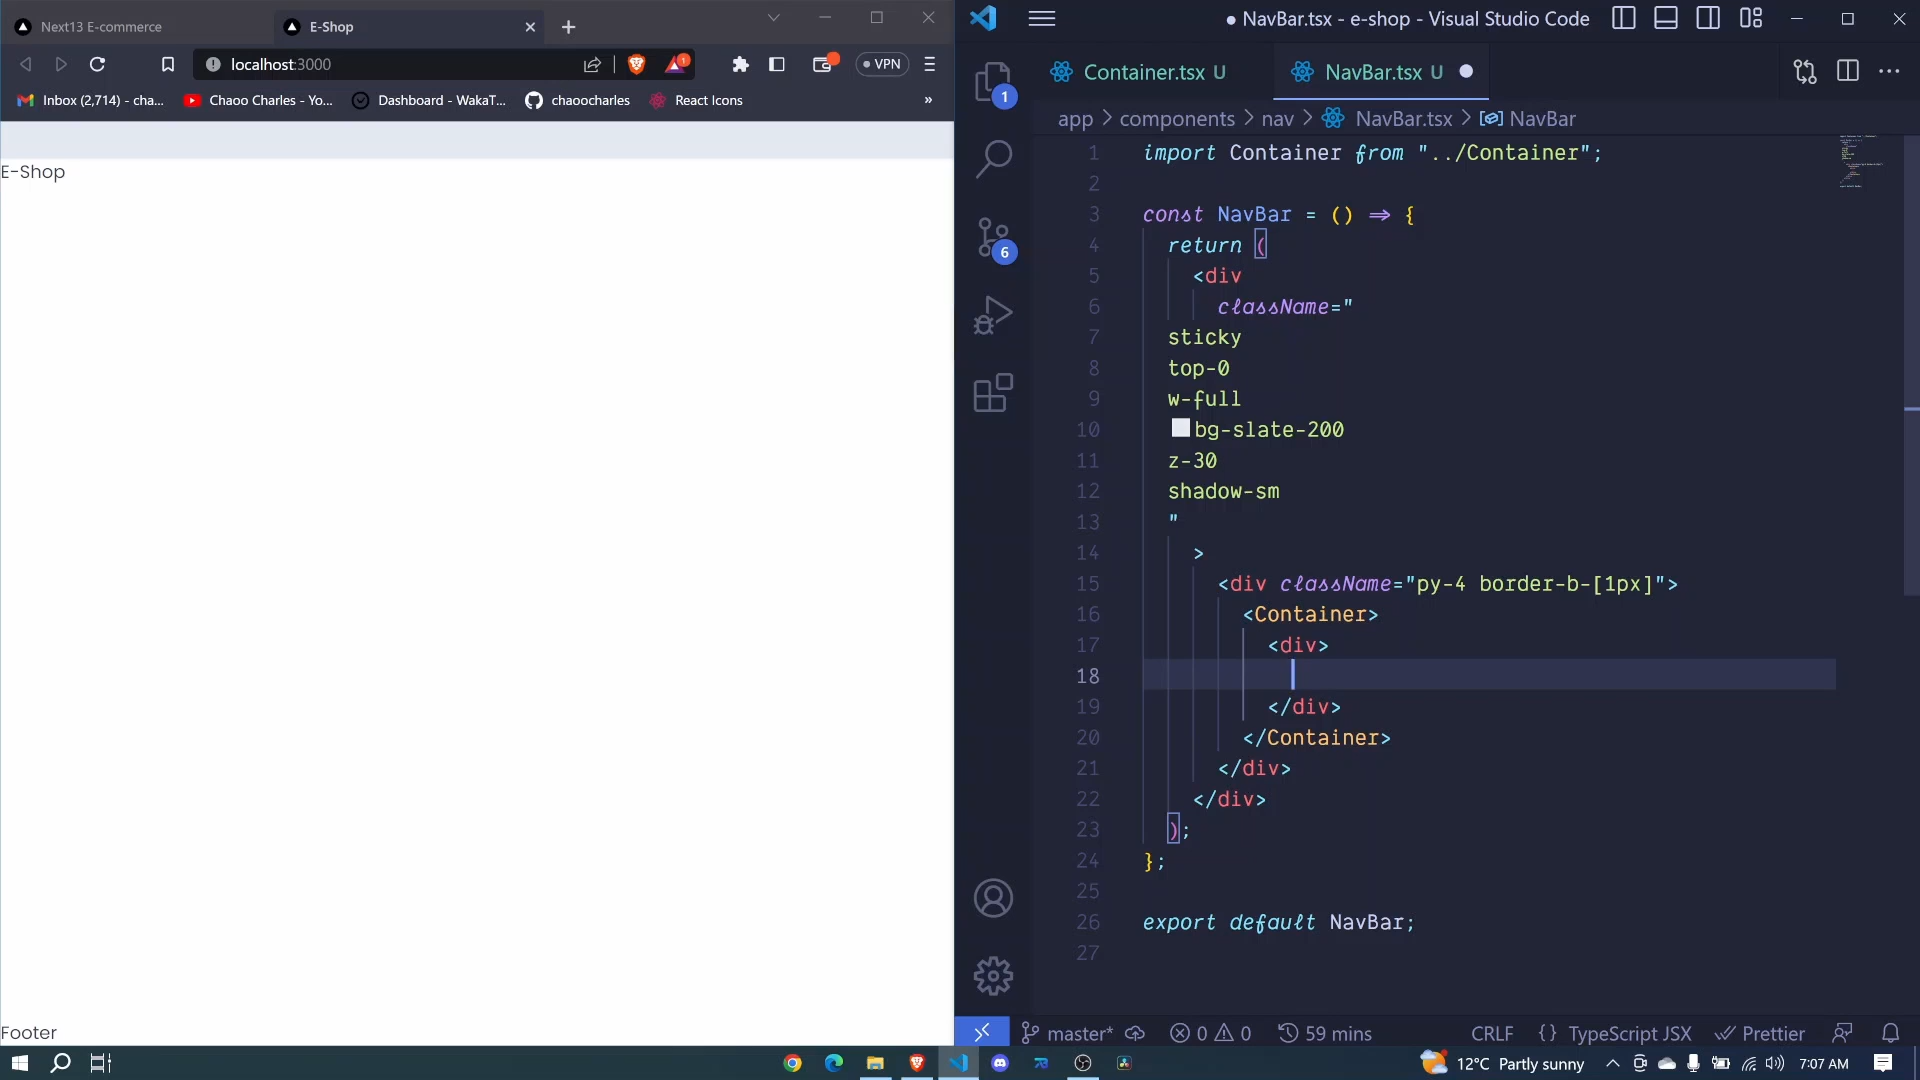 Next13 E-commerce
E-Shop
localhost:3000
1
VPN
Inbox (2,714) - cha...
Chaoo Charles - Yo...
Dashboard - WakaT...
chaoocharles
React Icons
»
E-Shop
Footer
● NavBar.tsx - e-shop - Visual Studio Code
Container.tsx U
NavBar.tsx U
1
6
app > components > nav > NavBar.tsx > NavBar
1 import Container from "../Container";
2
3 const NavBar = () => {
4 return (
5 <div
6 className="
7 sticky
8 top-0
9 w-full
10 bg-slate-200
11 z-30
12 shadow-sm
13 "
14 >
15 <div className="py-4 border-b-[1px]">
16 <Container>
17 <div>
18
19 </div>
20 </Container>
21 </div>
22 </div>
23 );
24 };
25
26 export default NavBar;
27
master* 0 0 59 mins CRLF {} TypeScript JSX Prettier
12°C Partly sunny 7:07 AM